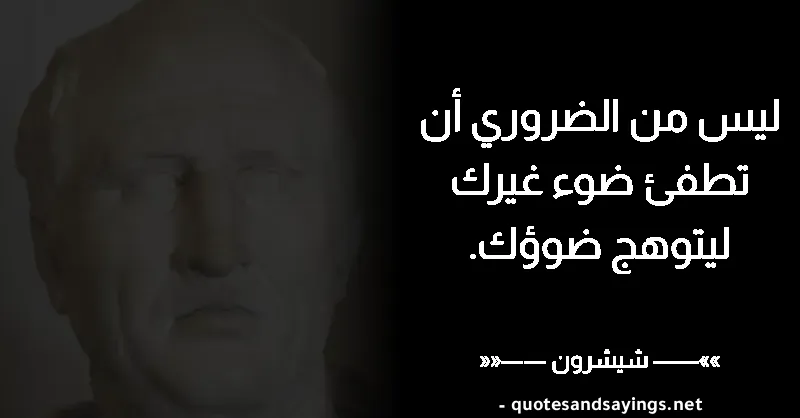 ليس من الضروري أن
تطفئ ضوء غيرك
ليتوهج ضوؤك.
»»—— شيشرون ——««
- quotesandsayings.net